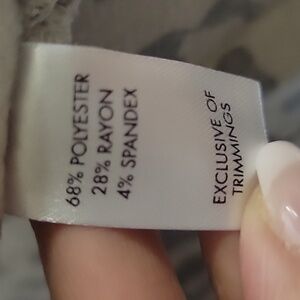 68% POLYESTER
28% RAYON
4% SPANDEX
EXCLUSIVE OF
TRIMMINGS